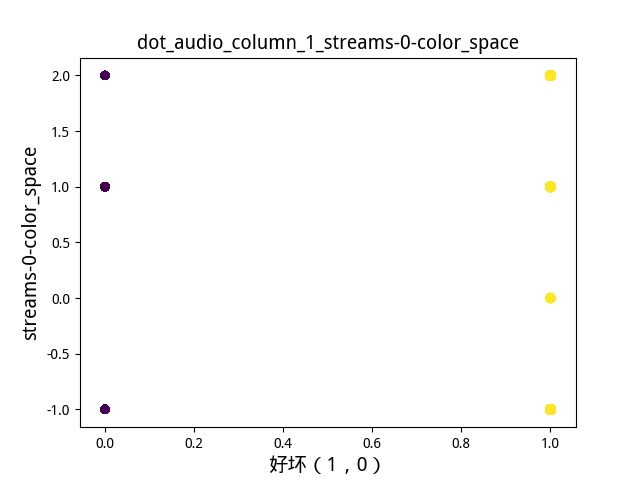 dot_audio_column_1_streams-0-color_space
streams-0-color_space
2.0
1.5
1.0
0.5
0.0
-0.5
-1.0
0.0 0.2 0.4 0.6 0.8 1.0
好坏（1，0）